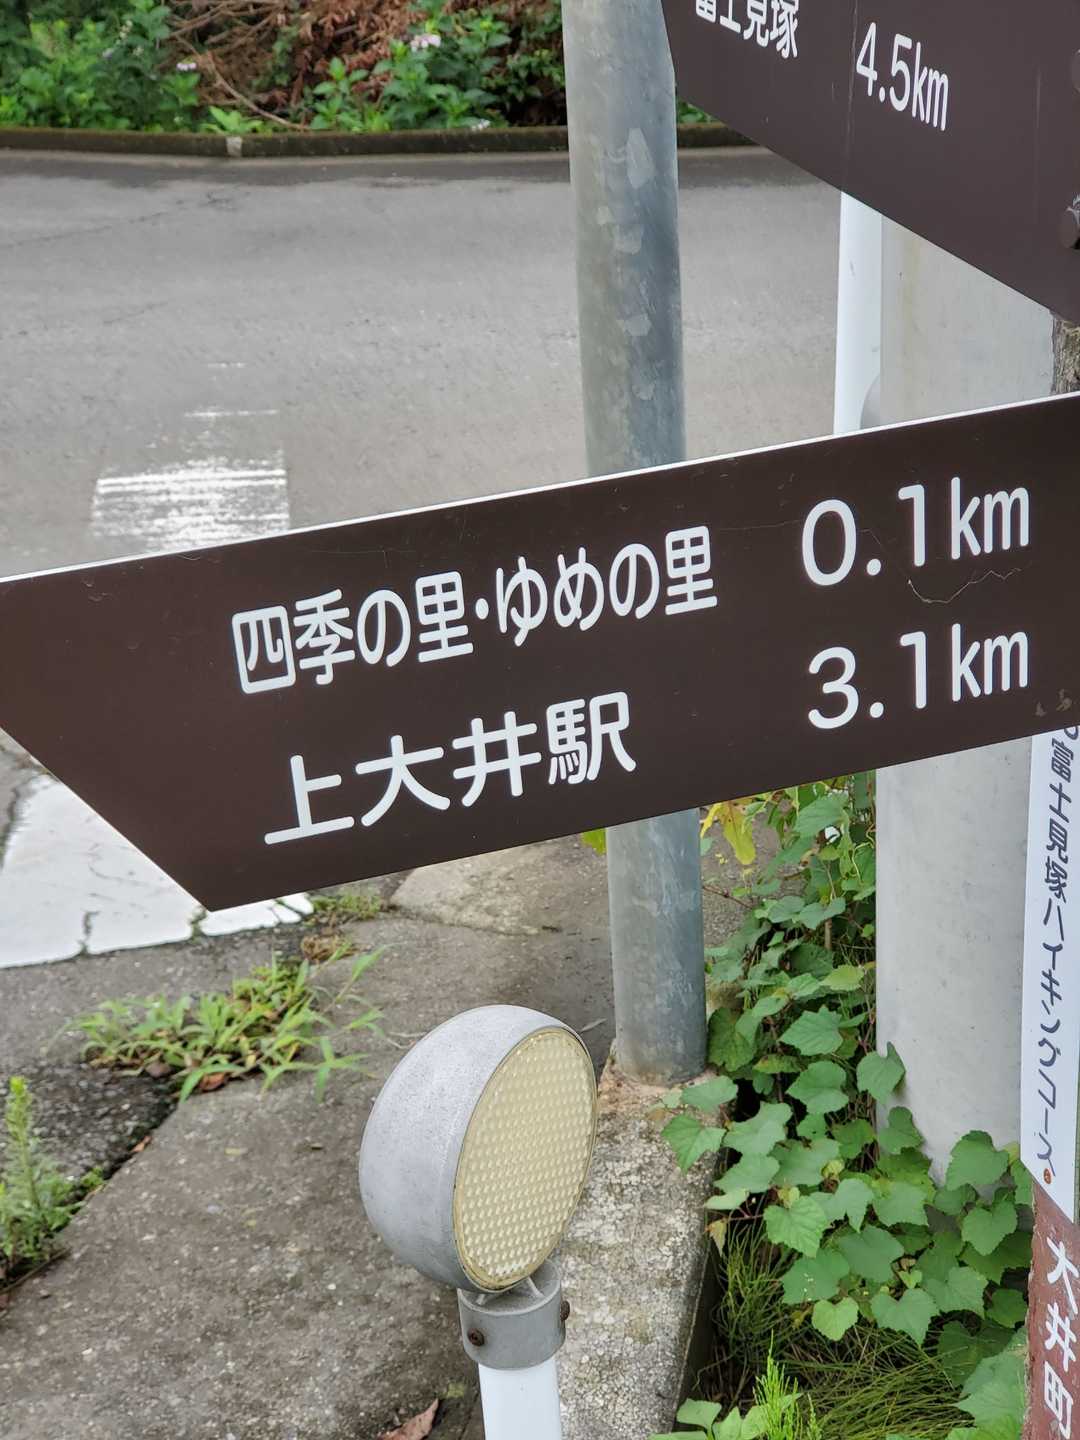 富士見塚 4.5km
四季の里・ゆめの里 0.1km
上大井駅 3.1km
富士見塚ハイキングコース
大井町